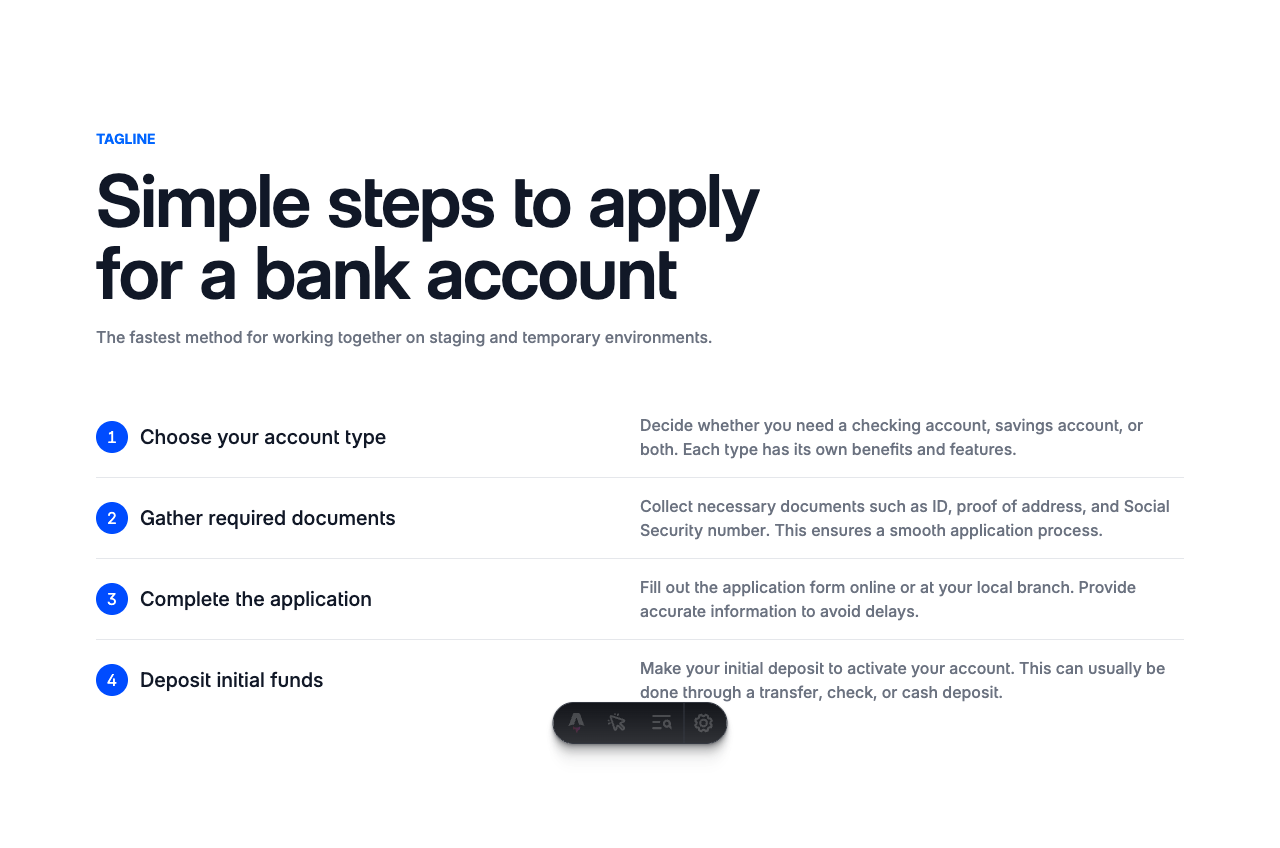 TAGLINE
Simple steps to apply
for a bank account
The fastest method for working together on staging and temporary environments.
1 Choose your account type
Decide whether you need a checking account, savings account, or
both. Each type has its own benefits and features.
2 Gather required documents
Collect necessary documents such as ID, proof of address, and Social
Security number. This ensures a smooth application process.
3 Complete the application
Fill out the application form online or at your local branch. Provide
accurate information to avoid delays.
4 Deposit initial funds
Make your initial deposit to activate your account. This can usually be
done through a transfer, check, or cash deposit.